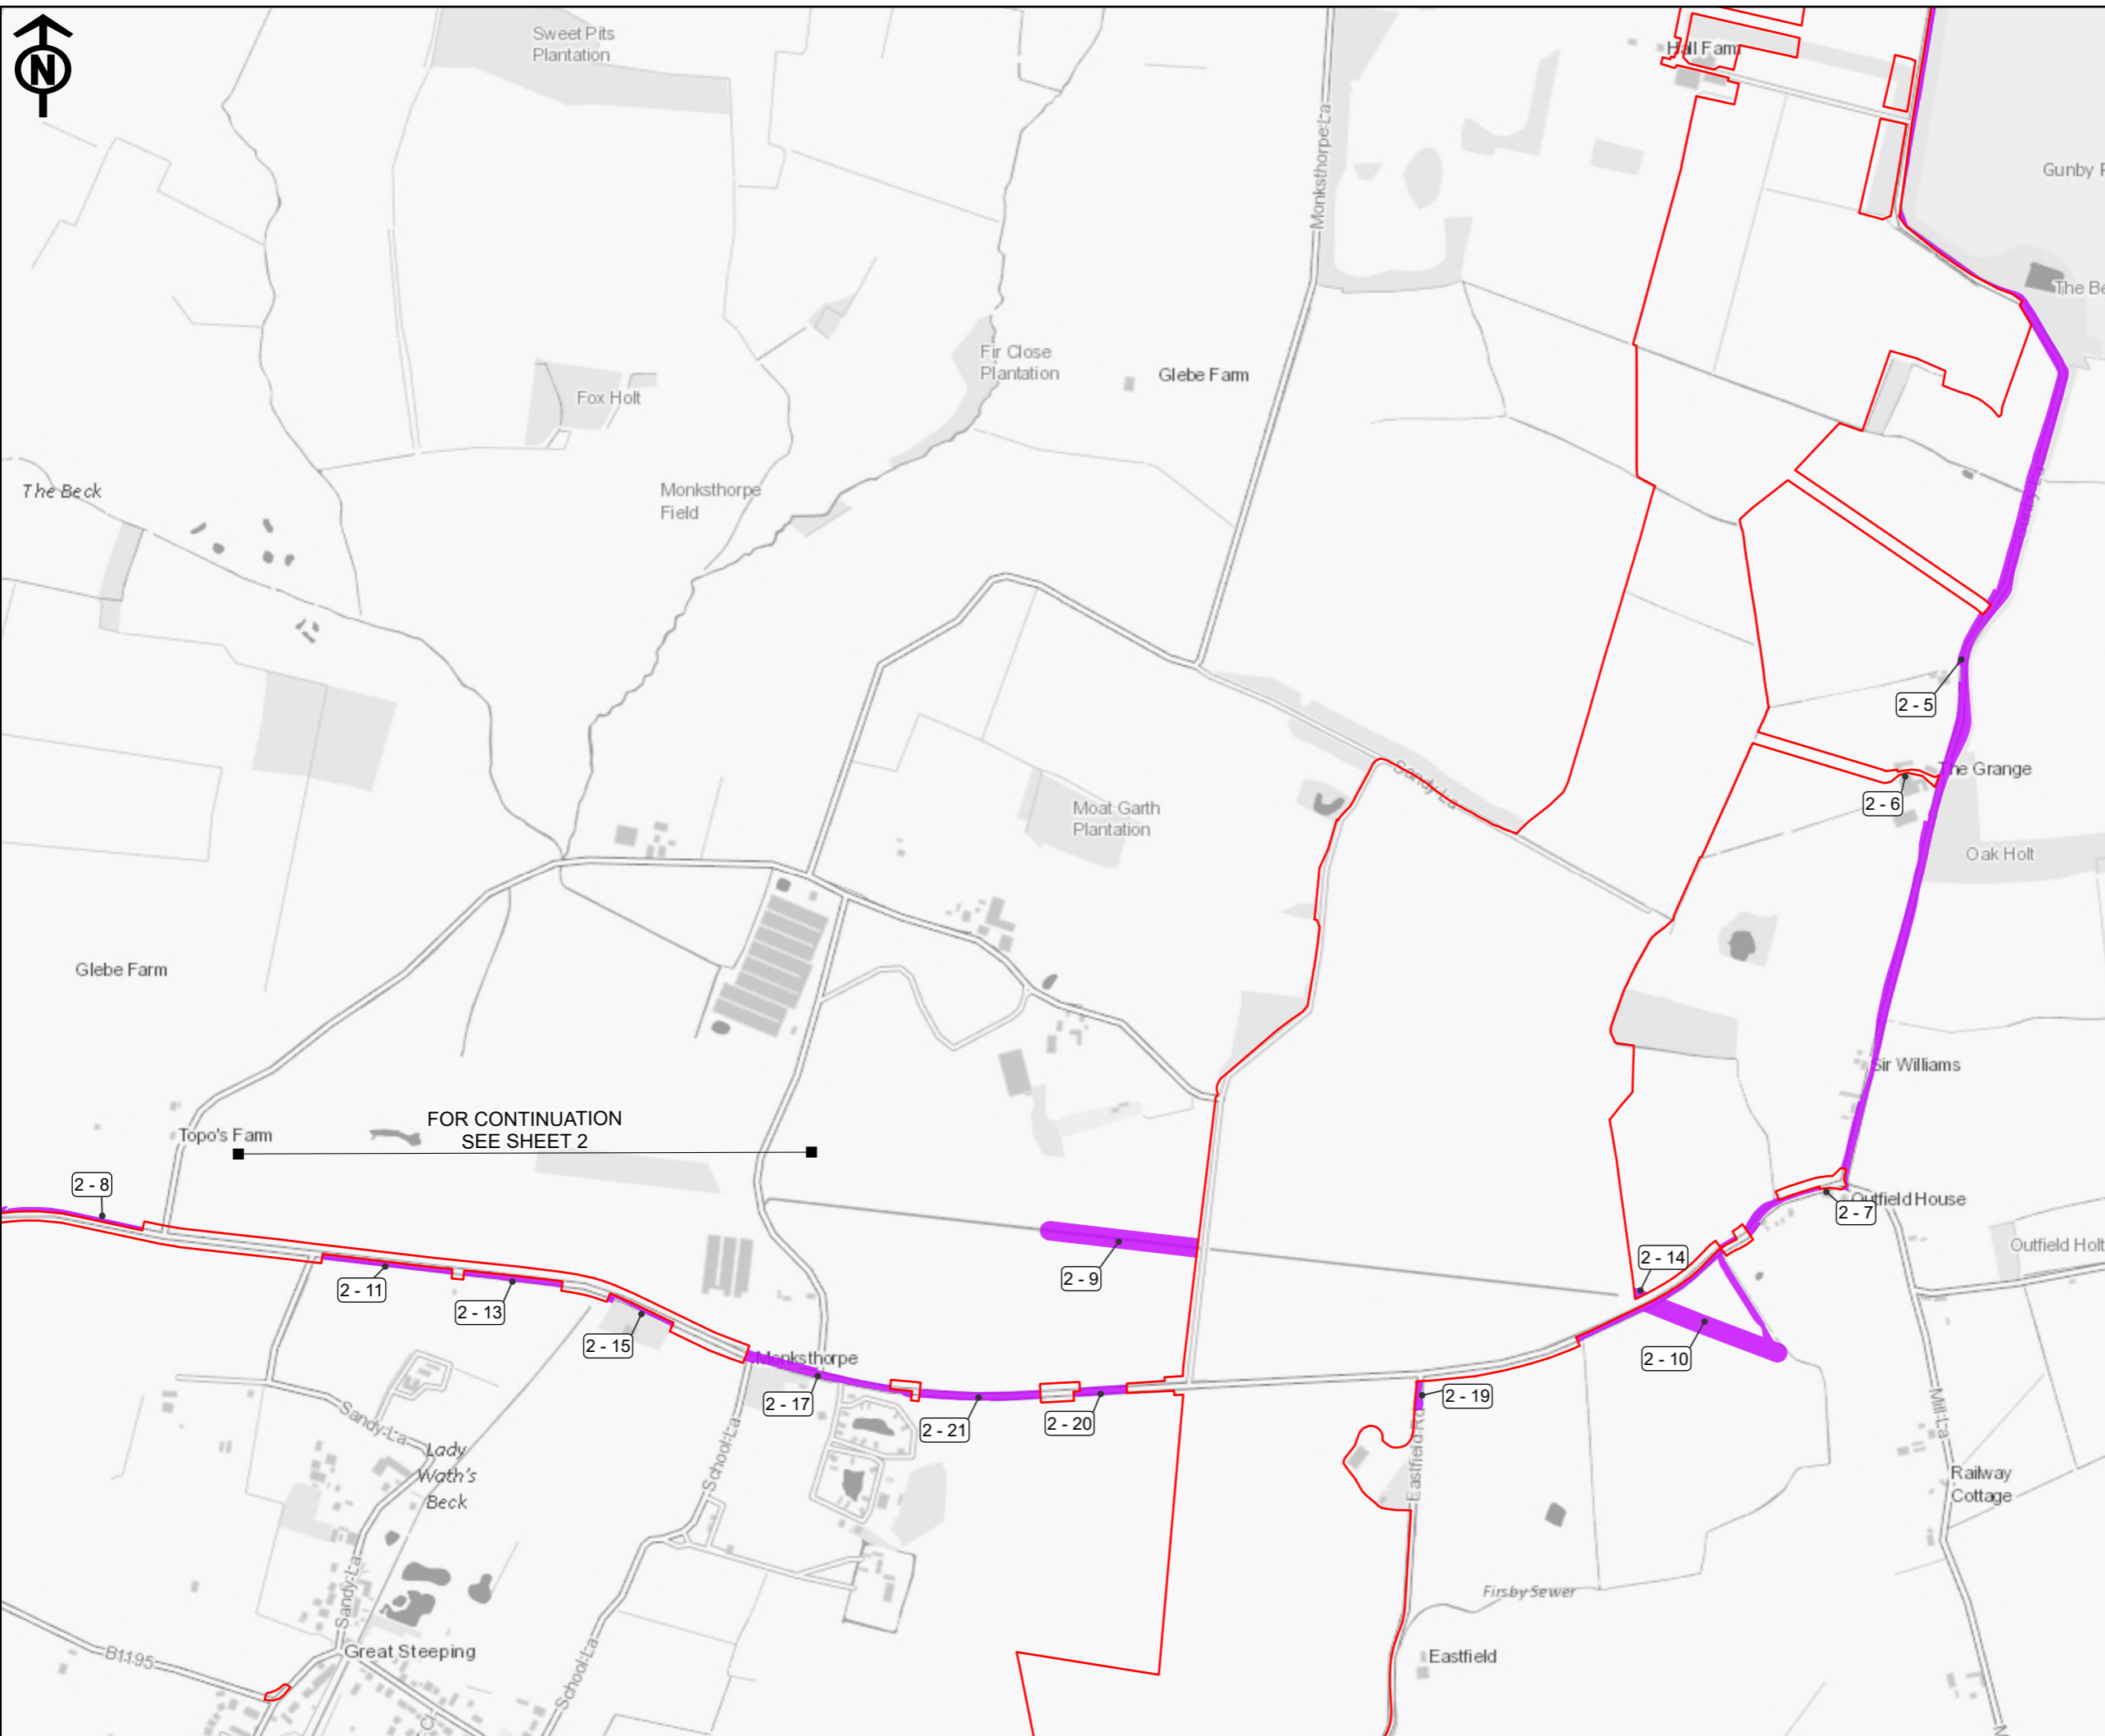 N
Sweet Pits
Plantation
Hall Farm
Monksthorpe La
Gunby
The
Fir Close
Plantation
Glebe Farm
Fox Holt
The Beck
Monksthorpe
Field
2 - 5
Sandy La
The Grange
2 - 6
Moat Garth
Plantation
Oak Holt
Glebe Farm
Sir Williams
FOR CONTINUATION
SEE SHEET 2
Topo's Farm
2 - 8
Outfield House
2 - 7
2 - 14
Outfield Holt
2 - 9
2 - 11
2 - 13
2 - 15
Monksthorpe
2 - 10
2 - 17
2 - 19
2 - 21
2 - 20
Sandy La
School La
Eastfield Rd
Mill La
Lady
Wath's
Beck
Railway
Cottage
Firsby Sewer
Sandy La
B1195
Great Steeping
School La
Eastfield